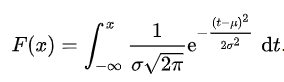 F(x) = ∫_{-∞}^{x} \frac{1}{σ\sqrt{2π}} e^{-\frac{(t-μ)^2}{2σ^2}} dt.